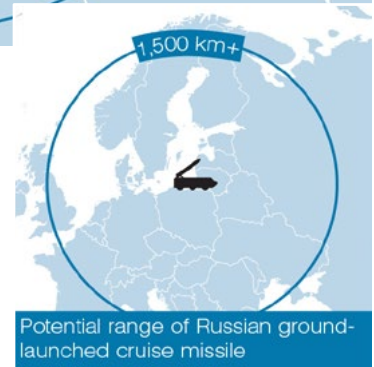 1,500 km+
Potential range of Russian ground-
launched cruise missile